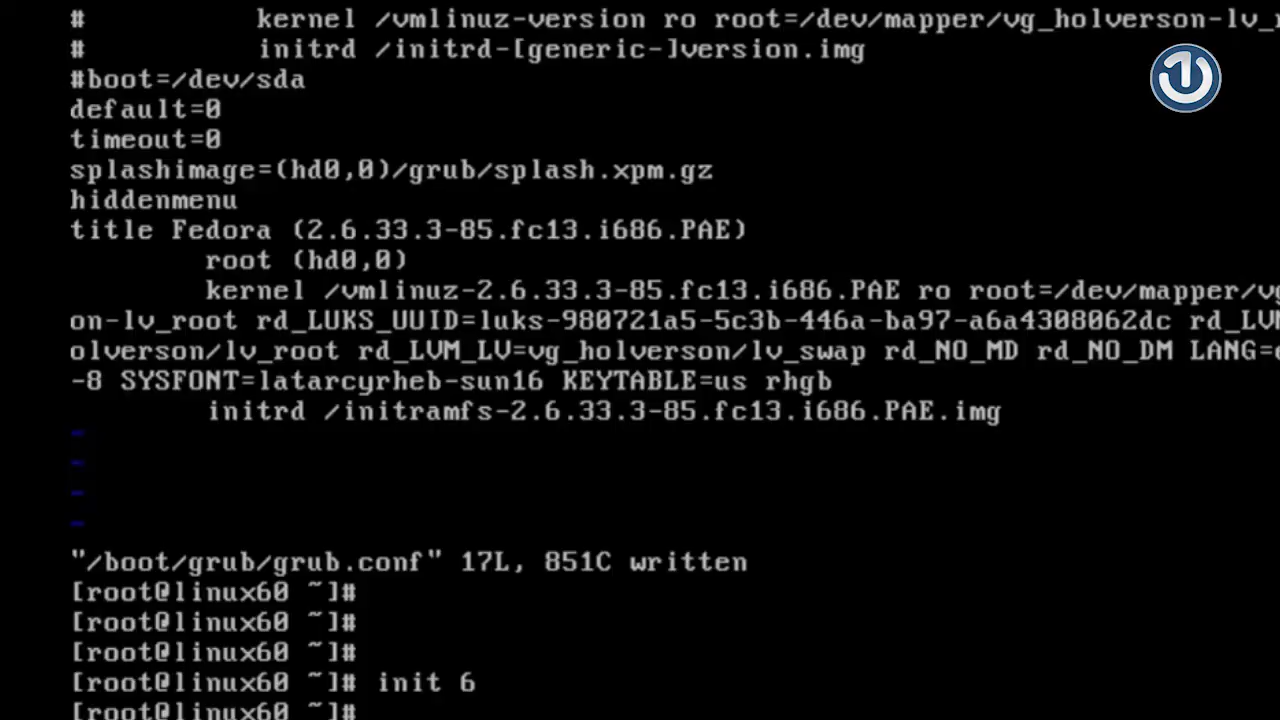 #          kernel /vmlinuz-version ro root=/dev/mapper/vg_holverson-lv_
#          initrd /initrd-[generic-]version.img
#boot=/dev/sda
default=0
timeout=0
splashimage=(hd0,0)/grub/splash.xpm.gz
hiddenmenu
title Fedora (2.6.33.3-85.fc13.i686.PAE)
        root (hd0,0)
        kernel /vmlinuz-2.6.33.3-85.fc13.i686.PAE ro root=/dev/mapper/v
on-lv_root rd_LUKS_UUID=luks-980721a5-5c3b-446a-ba97-a6a4308062dc rd_LV
olverson/lv_root rd_LVM_LV=vg_holverson/lv_swap rd_NO_MD rd_NO_DM LANG=
-8 SYSFONT=latarcyrheb-sun16 KEYTABLE=us rhgb
        initrd /initramfs-2.6.33.3-85.fc13.i686.PAE.img
~
~
~
~
"/boot/grub/grub.conf" 17L, 851C written
[root@linux60 ~]#
[root@linux60 ~]#
[root@linux60 ~]#
[root@linux60 ~]# init 6
[root@linux60 ~]#